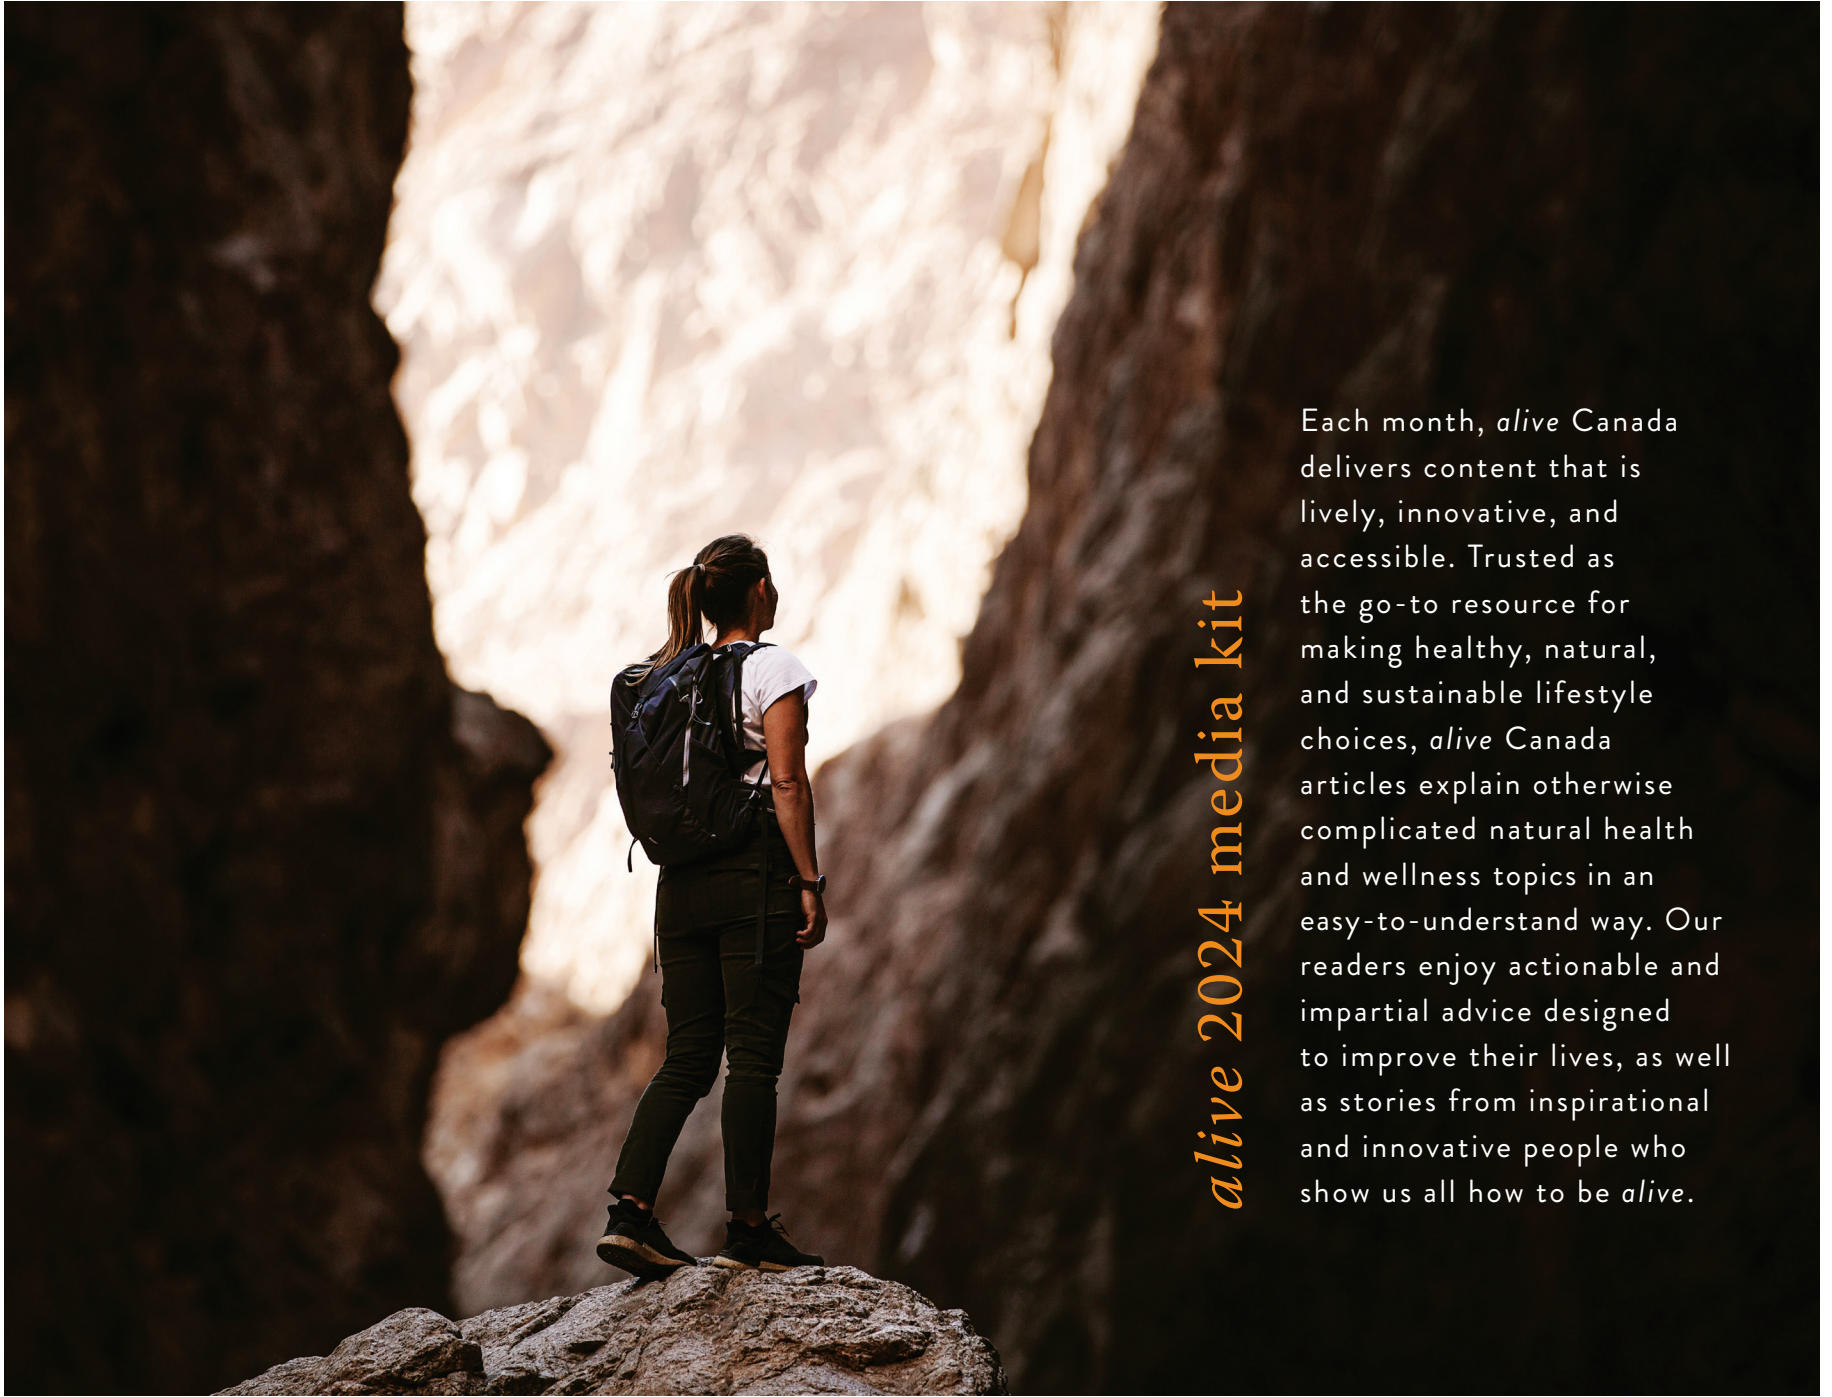 alive 2024 media kit
Each month, alive Canada
delivers content that is
lively, innovative, and
accessible. Trusted as
the go-to resource for
making healthy, natural,
and sustainable lifestyle
choices, alive Canada
articles explain otherwise
complicated natural health
and wellness topics in an
easy-to-understand way. Our
readers enjoy actionable and
impartial advice designed
to improve their lives, as well
as stories from inspirational
and innovative people who
show us all how to be alive.